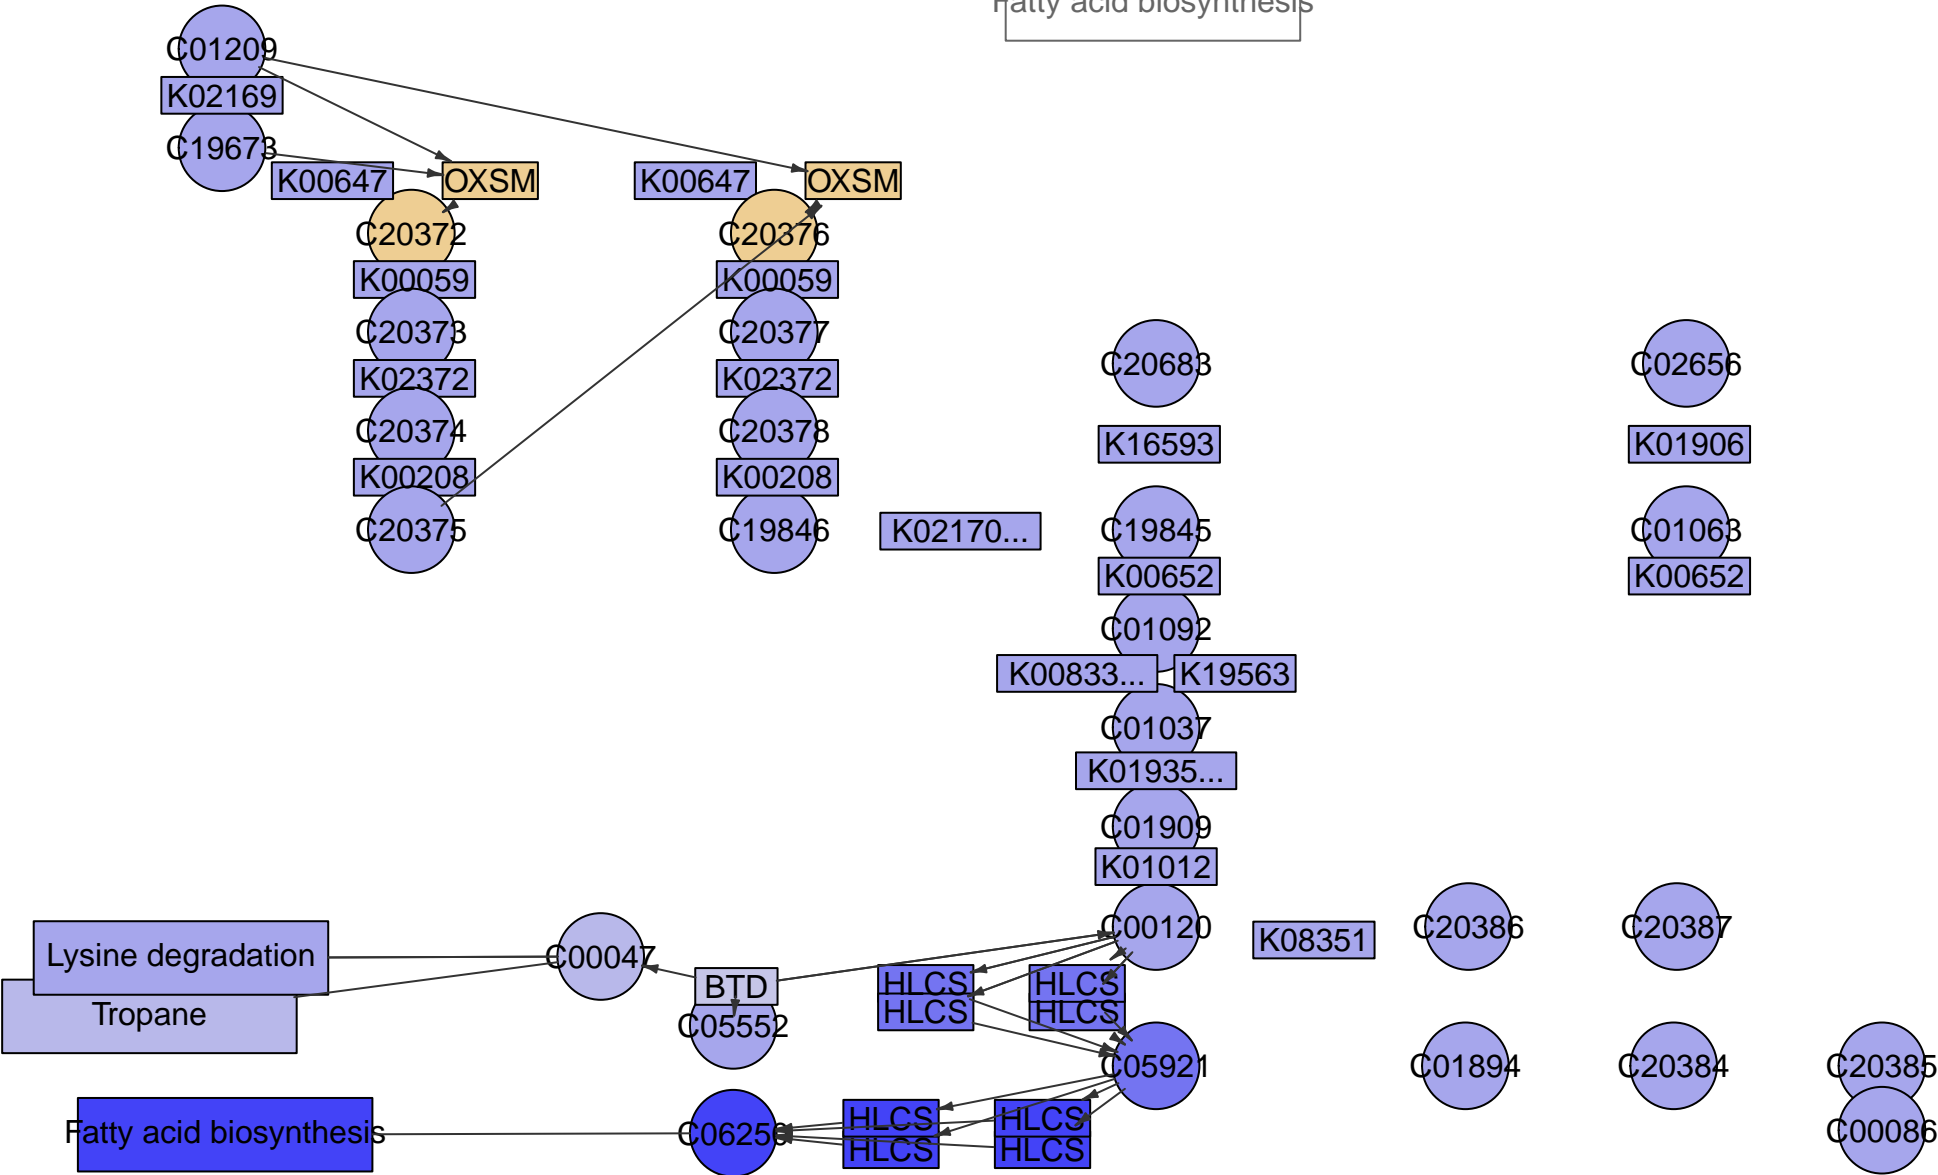 Fatty acid biosynthesis
C01209
K02169
C19673
K00647
OXSM
K00647
OXSM
C20372
C20376
K00059
K00059
C20373
C20377
C20683
C02656
K02372
K02372
C20374
C20378
K16593
K01906
K00208
K00208
C20375
C19846
K02170...
C19845
C01063
K00652
K00652
C01092
K00833...
K19563
C01037
K01935...
C01909
K01012
C00120
K08351
C20386
C20387
Lysine degradation
C00047
BTD
HLCS
HLCS
Tropane
C05552
HLCS
HLCS
C05921
C01894
C20384
C20385
Fatty acid biosynthesis
C06250
HLCS
HLCS
C00086
HLCS
HLCS